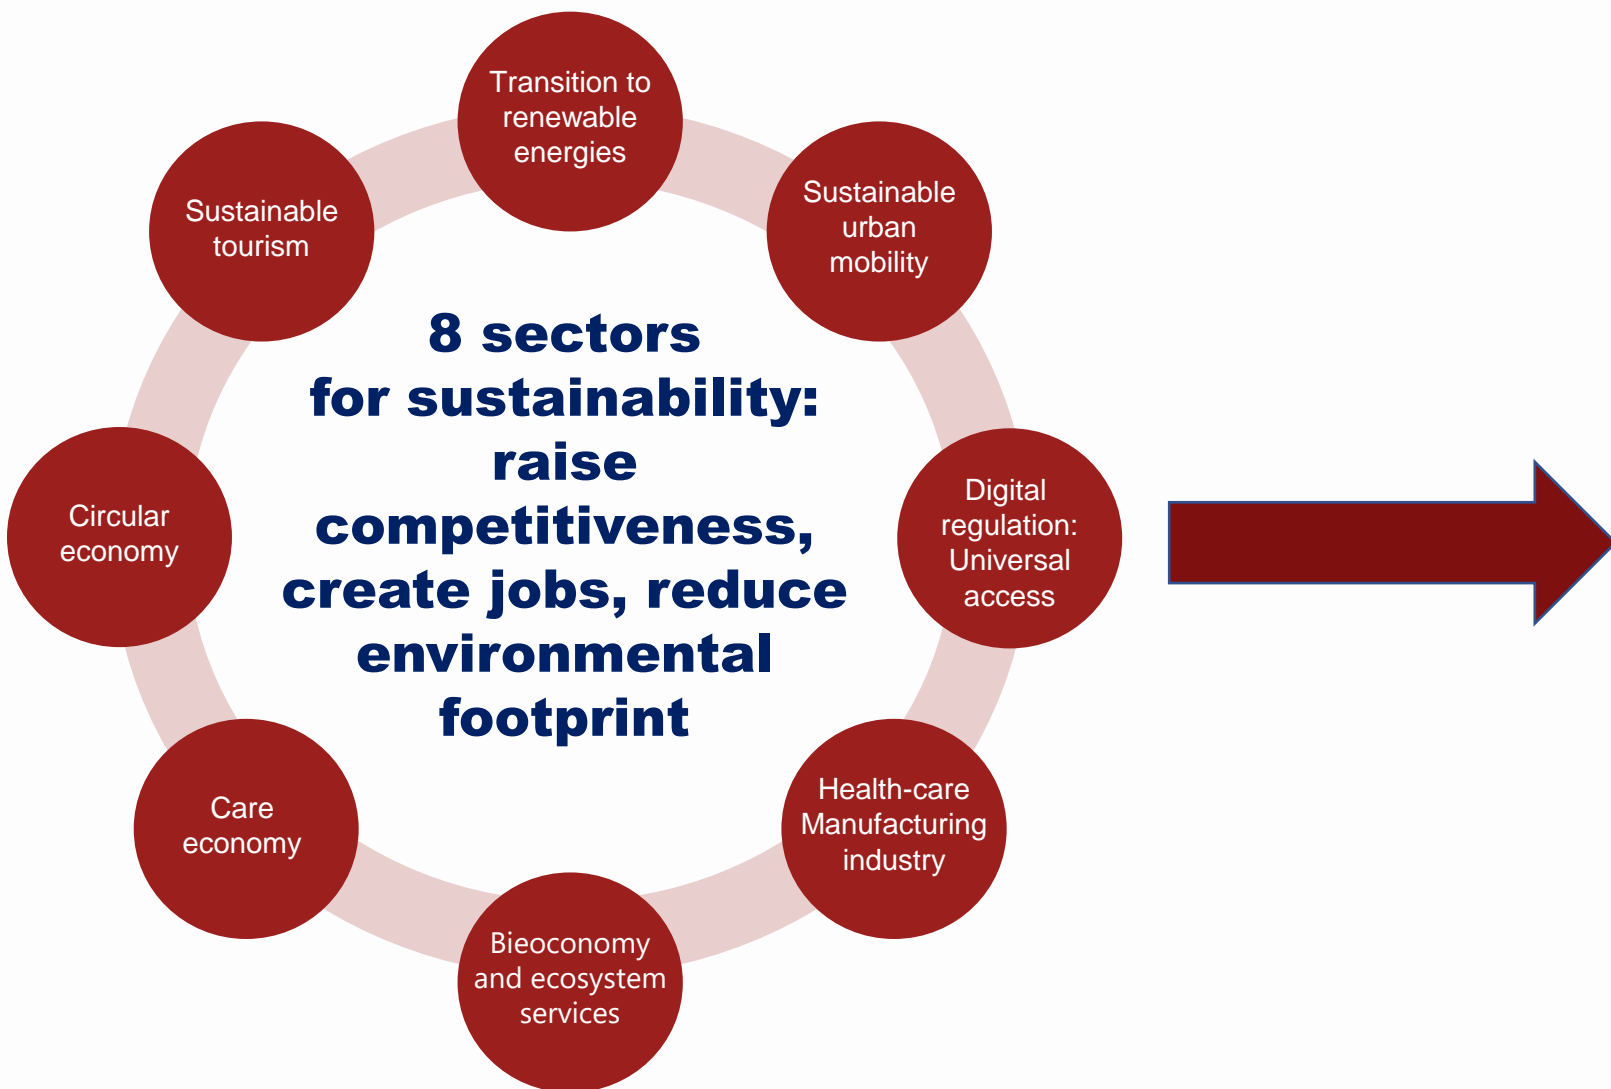 Transition to
renewable
energies
Sustainable
urban
mobility
Digital
regulation:
Universal
access
Health-care
Manufacturing
industry
Bieoconomy
and ecosystem
services
Care
economy
Circular
economy
Sustainable
tourism
8 sectors
for sustainability:
raise
competitiveness,
create jobs, reduce
environmental
footprint